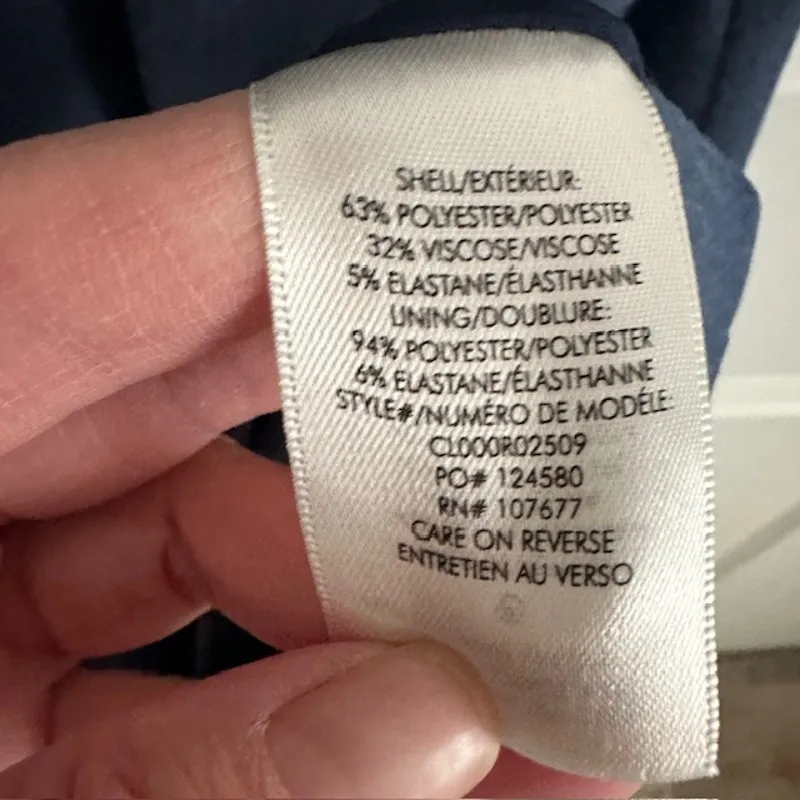 SHELL/EXTÉRIEUR:
63% POLYESTER/POLYESTER
32% VISCOSE/VISCOSE
5% ELASTANE/ÉLASTHANNE
LINING/DOUBLURE:
94% POLYESTER/POLYESTER
6% ELASTANE/ÉLASTHANNE
STYLE#/NUMÉRO DE MODÉLE:
CL000R02509
PO# 124580
RN# 107677
CARE ON REVERSE
ENTRETIEN AU VERSO